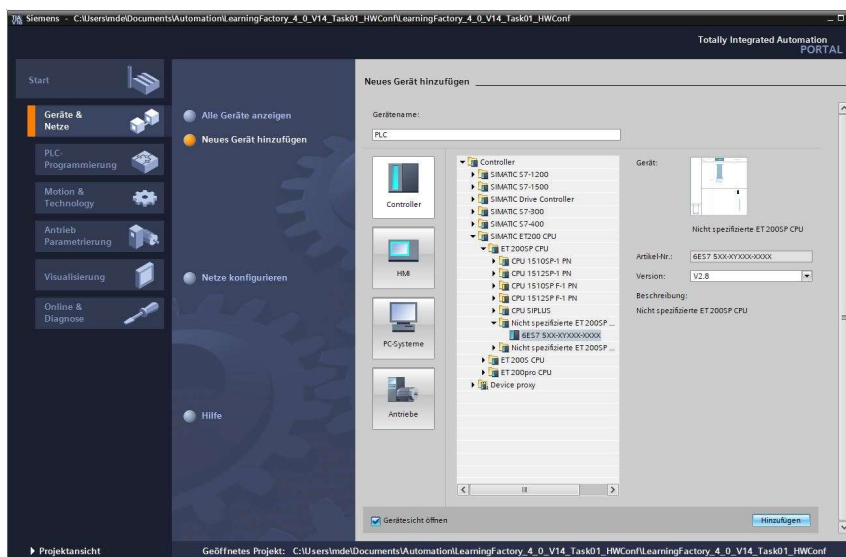 Siemens - C:\Users\mde\Documents\Automation\LearningFactory_4_0_V14_Task01_HWConf\LearningFactory_4_0_V14_Task01_HWConf
Totally Integrated Automation
PORTAL
Start
Geräte &
Netze
PLC-
Programmierung
Motion &
Technology
Antrieb
Parametrierung
Visualisierung
Online &
Diagnose
Alle Geräte anzeigen
Neues Gerät hinzufügen
Netze konfigurieren
Hilfe
Neues Gerät hinzufügen
Gerätename:
PLC
Controller
HMI
PC-Systeme
Antriebe
Controller
SIMATIC S7-1200
SIMATIC S7-1500
SIMATIC Drive Controller
SIMATIC S7-300
SIMATIC S7-400
SIMATIC ET200 CPU
ET 200SP CPU
CPU 1510SP-1 PN
CPU 1512SP-1 PN
CPU 1510SP F-1 PN
CPU 1512SP F-1 PN
CPU SIPLUS
Nicht spezifizierte ET 200SP ...
6ES7 5XX-XYXXX-XXXX
Nicht spezifizierte ET 200SP ...
ET 200S CPU
ET 200pro CPU
Device proxy
Gerät:
Nicht spezifizierte ET 200SP CPU
Artikel-Nr.: 6ES7 5XX-XYXXX-XXXX
Version: V2.8
Beschreibung:
Nicht spezifizierte ET 200SP CPU
Gerätesicht öffnen
Hinzufügen
Projektansicht
Geöffnetes Projekt: C:\Users\mde\Documents\Automation\LearningFactory_4_0_V14_Task01_HWConf\LearningFactory_4_0_V14_Task01_HWConf